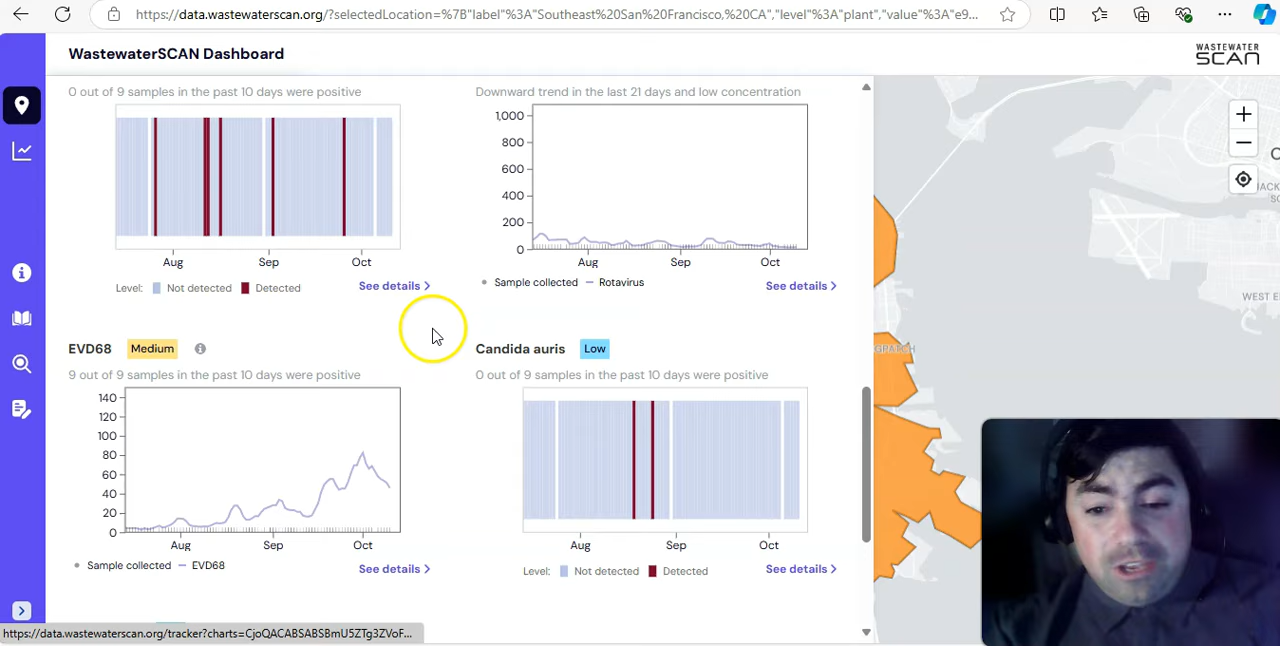 https://data.wastewaterscan.org/?selectedLocation=%7B"label"%3A"Southeast%20San%20Francisco,%20CA","level"%3A"plant","value"%3A"e9...
WastewaterSCAN Dashboard
WASTEWATER
SCAN
0 out of 9 samples in the past 10 days were positive
Aug Sep Oct
Level: Not detected Detected
See details >
Downward trend in the last 21 days and low concentration
1,000
800
600
400
200
0
Aug Sep Oct
Sample collected Rotavirus
See details >
EVD68 Medium
9 out of 9 samples in the past 10 days were positive
140
120
100
80
60
40
20
0
Aug Sep Oct
Sample collected EVD68
See details >
Candida auris Low
0 out of 9 samples in the past 10 days were positive
Aug Sep Oct
Level: Not detected Detected
See details >
WEST E
https://data.wastewaterscan.org/tracker?charts=CjoQACABSABSBmU5ZTg3ZVoF...